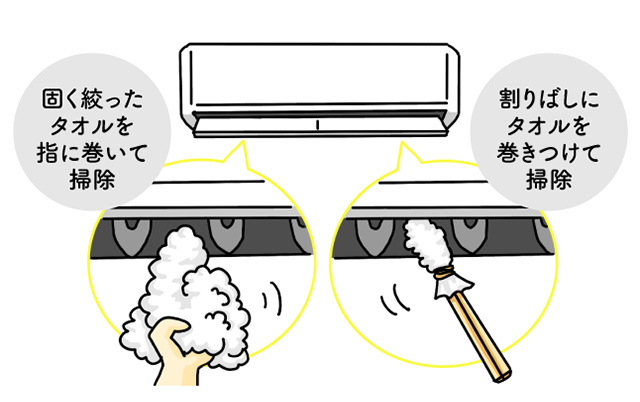 固く絞った
タオルを
指に巻いて
掃除
割りばしに
タオルを
巻きつけて
掃除